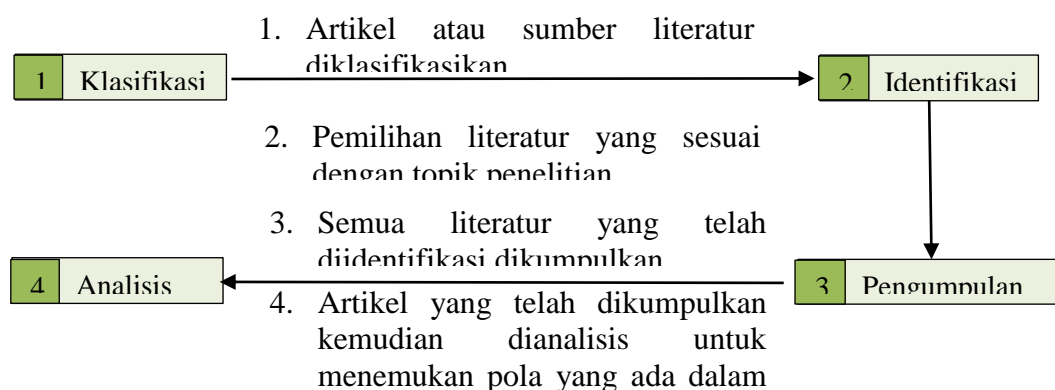 1. Artikel atau sumber literatur
diklasifikasikan
1 Klasifikasi
2 Identifikasi
2. Pemilihan literatur yang sesuai
dengan topik penelitian
3. Semua literatur yang telah
diidentifikasi dikumpulkan
4 Analisis
3 Pengumpulan
4. Artikel yang telah dikumpulkan
kemudian dianalisis untuk
menemukan pola yang ada dalam